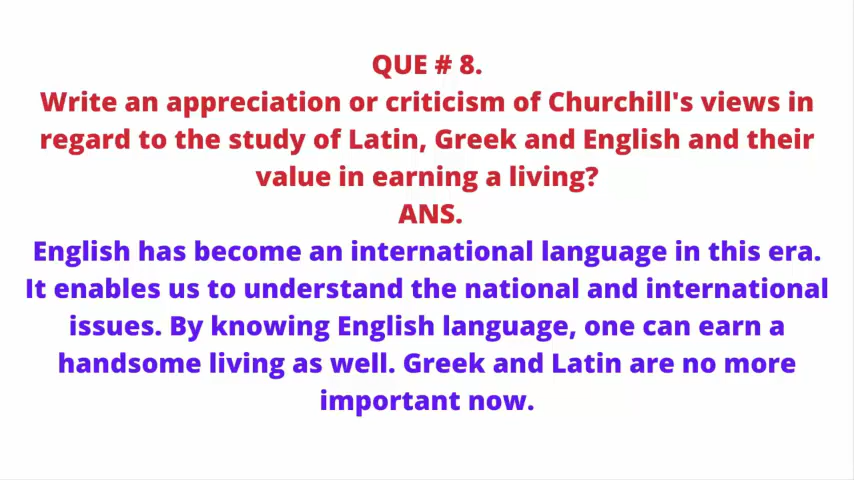 QUE # 8.
Write an appreciation or criticism of Churchill's views in
regard to the study of Latin, Greek and English and their
value in earning a living?
ANS.
English has become an international language in this era.
It enables us to understand the national and international
issues. By knowing English language, one can earn a
handsome living as well. Greek and Latin are no more
important now.